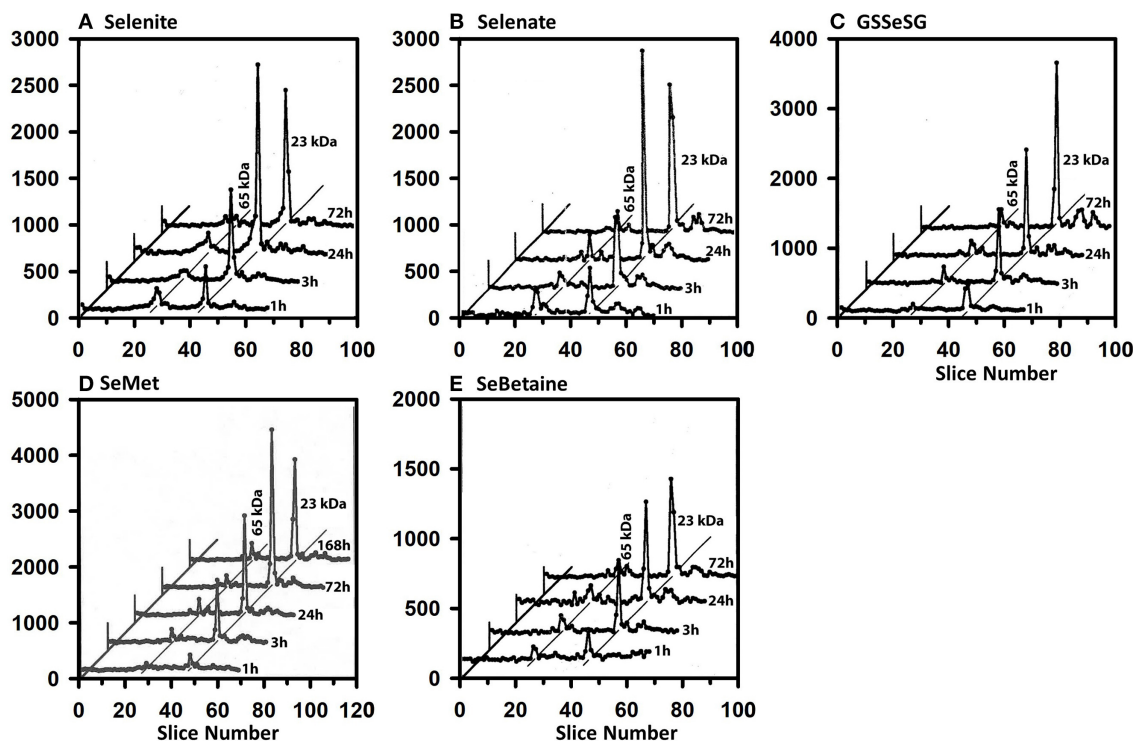 A Selenite
B Selenate
C GSSeSG
3000
2500
2000
1500
1000
500
0
65 kDa
23 kDa
72h
24h
3h
1h
0 20 40 60 80 100
3000
2500
2000
1500
1000
500
0
65 kDa
23 kDa
72h
24h
3h
1h
0 20 40 60 80 100
4000
3000
2000
1000
0
65 kDa
23 kDa
72h
24h
3h
1h
0 20 40 60 80 100
Slice Number
D SeMet
E SeBetaine
5000
4000
3000
2000
1000
0
65 kDa
23 kDa
168h
72h
24h
3h
1h
0 20 40 60 80 100 120
Slice Number
2000
1500
1000
500
0
65 kDa
23 kDa
72h
24h
3h
1h
0 20 40 60 80 100
Slice Number